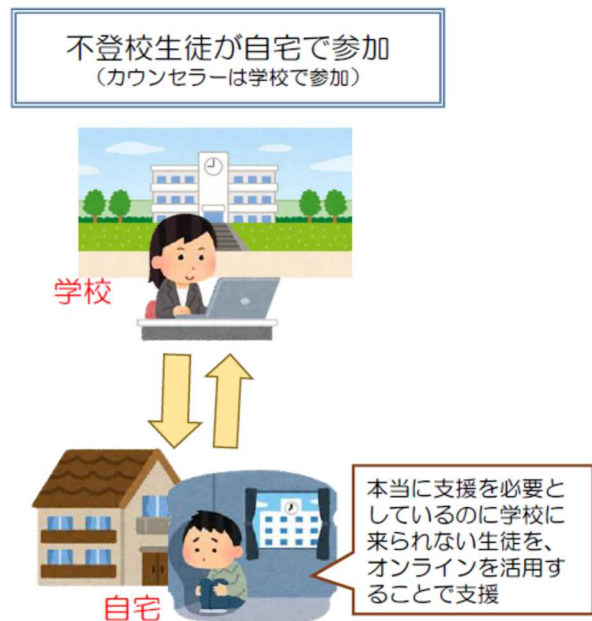 不登校生徒が自宅で参加
（カウンセラーは学校で参加）
学校
本当に支援を必要と
しているのに学校に
来られない生徒を、
オンラインを活用す
ることで支援
自宅